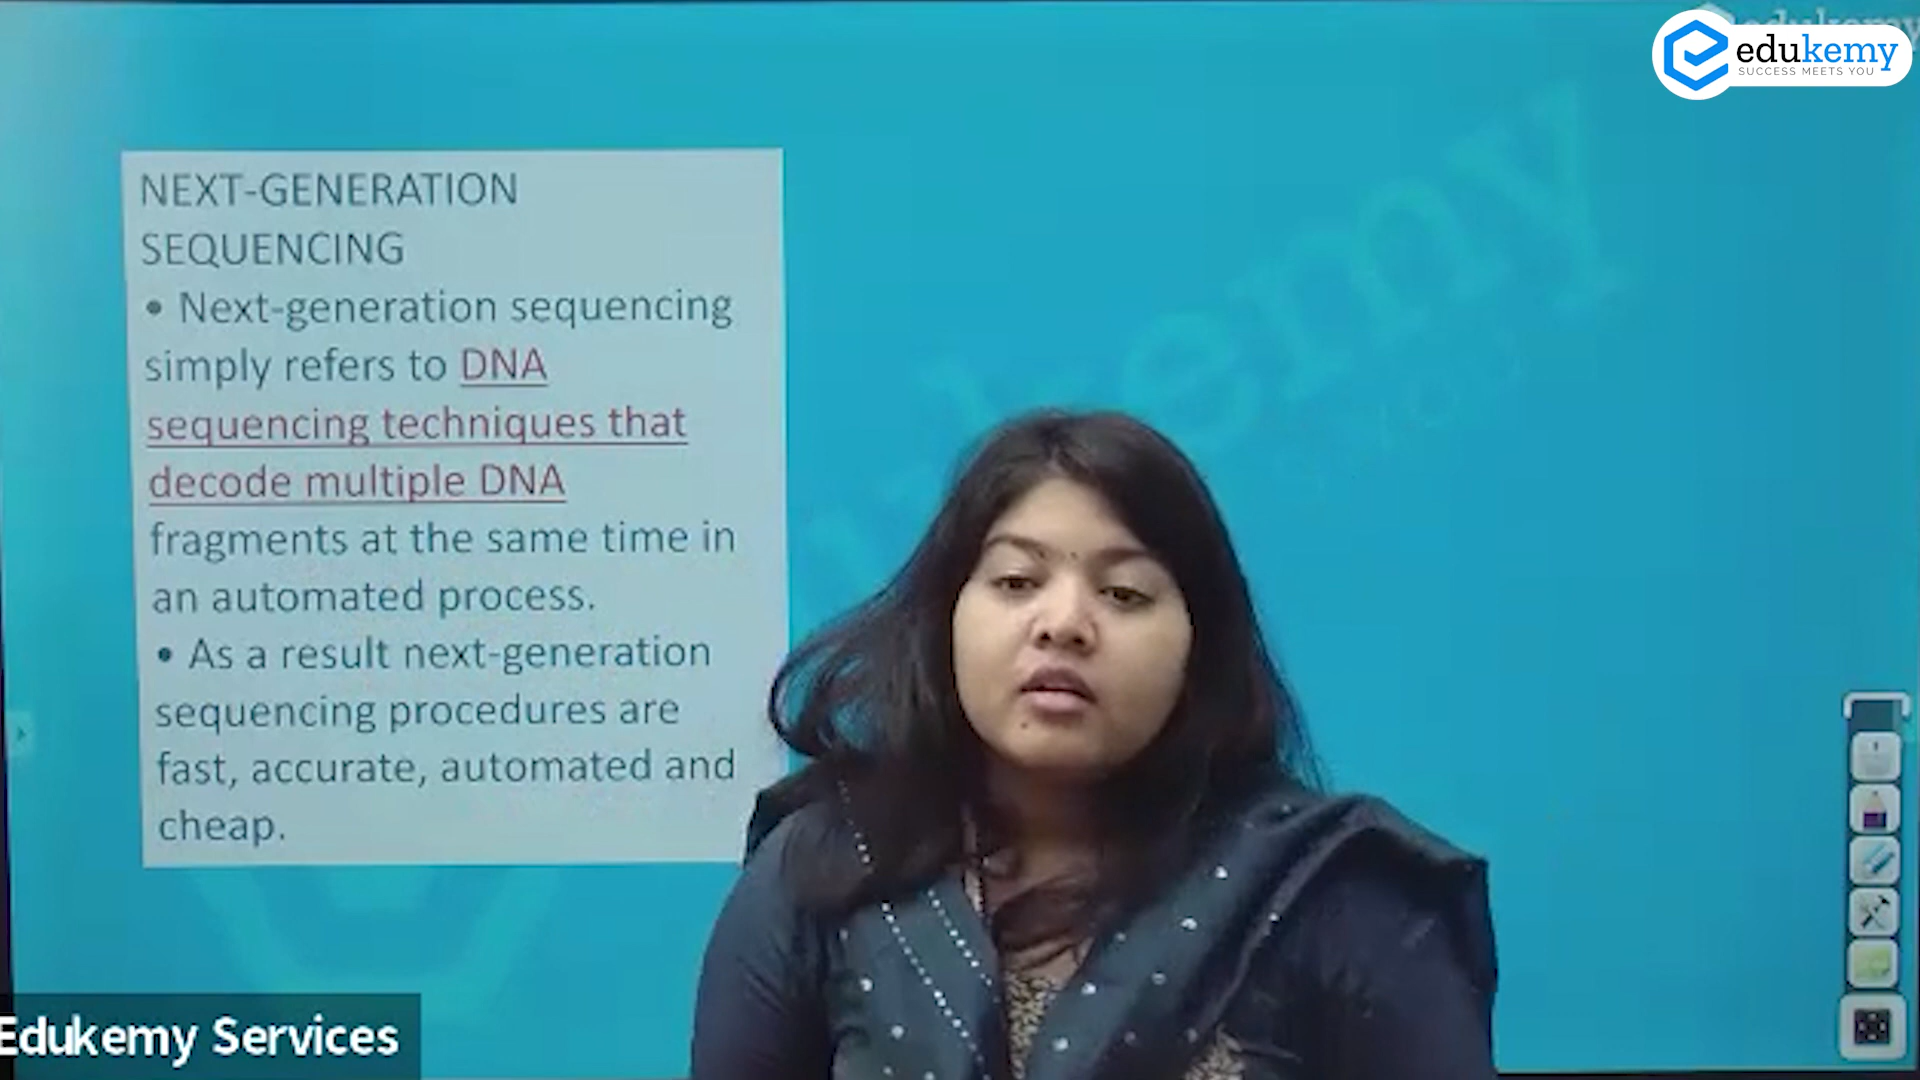 edukemy
SUCCESS MEETS YOU
NEXT-GENERATION
SEQUENCING
• Next-generation sequencing
simply refers to DNA
sequencing techniques that
decode multiple DNA
fragments at the same time in
an automated process.
• As a result next-generation
sequencing procedures are
fast, accurate, automated and
cheap.
Edukemy Services